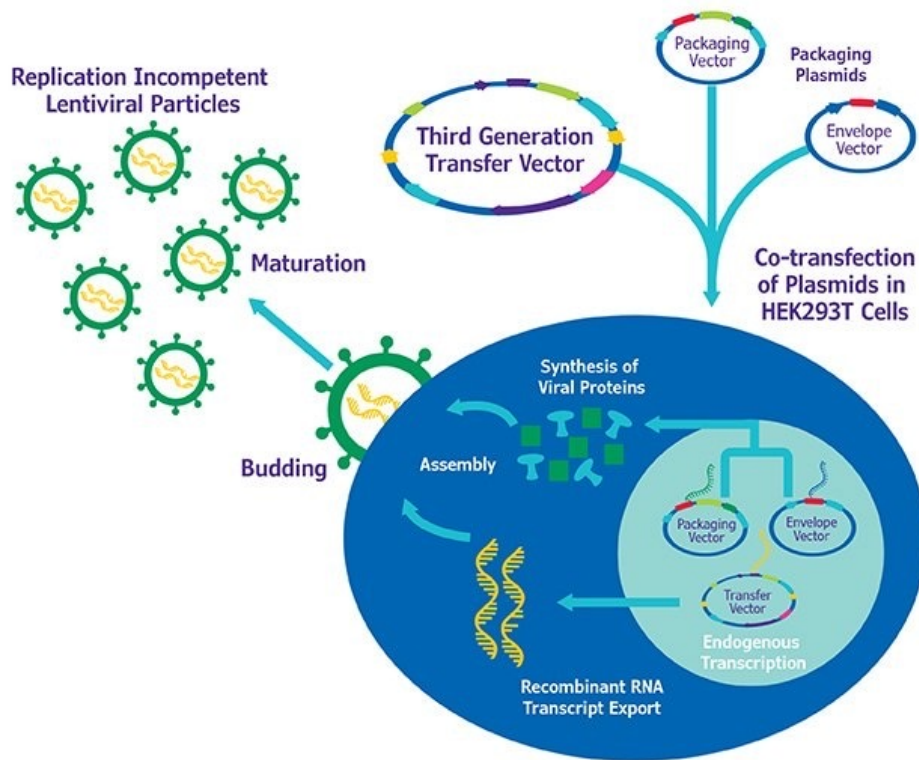 Replication Incompetent
Lentiviral Particles
Packaging
Vector
Packaging
Plasmids
Third Generation
Transfer Vector
Envelope
Vector
Maturation
Co-transfection
of Plasmids in
HEK293T Cells
Budding
Synthesis of
Viral Proteins
Assembly
Packaging
Vector
Envelope
Vector
Transfer
Vector
Endogenous
Transcription
Recombinant RNA
Transcript Export